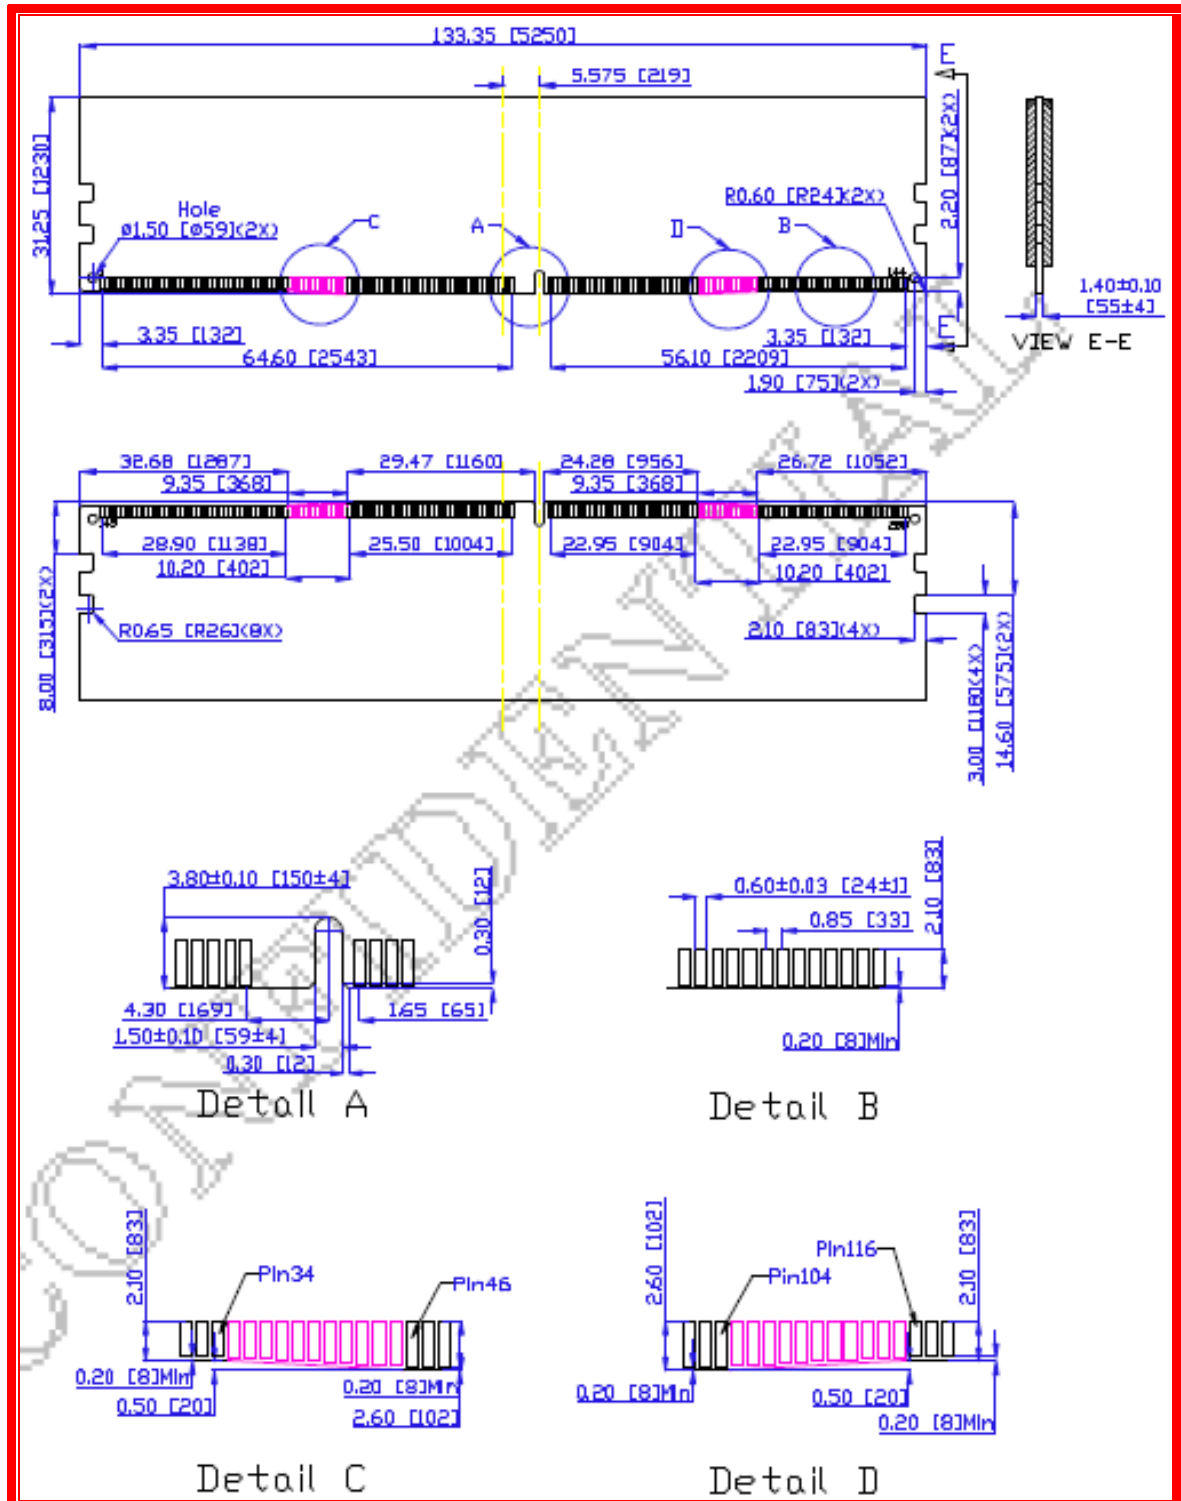 133.35 [5250]
5.575 [219]
E
31.25 [1230]
2.20 [87](2X)
R0.60 [R24](2X)
Hole
ø1.50 [ø59](2X)
C
A
D
B
144
1.40±0.10
[55±4]
3.35 [132]
3.35 [132]
E
VIEW E-E
64.60 [2543]
56.10 [2209]
1.90 [75](2X)
32.68 [1287]
29.47 [1160]
24.28 [956]
26.72 [1052]
9.35 [368]
9.35 [368]
145
28.90 [1138]
25.50 [1004]
22.95 [904]
22.95 [904]
10.20 [402]
10.20 [402]
8.00 [315](2X)
R0.65 [R26](8X)
2.10 [83](4X)
3.00 [118](4X)
14.60 [575](2X)
CONFIDENTIAL
3.80±0.10 [150±4]
0.30 [12]
4.30 [169]
1.65 [65]
1.50±0.10 [59±4]
0.30 [12]
Detail A
0.60±0.03 [24±1]
0.85 [33]
2.10 [83]
0.20 [8]Min
Detail B
2.10 [83]
Pin34
Pin46
0.20 [8]Min
0.50 [20]
0.20 [8]Min
2.60 [102]
Detail C
2.60 [102]
Pin116
Pin104
2.10 [83]
0.20 [8]Min
0.50 [20]
0.20 [8]Min
Detail D